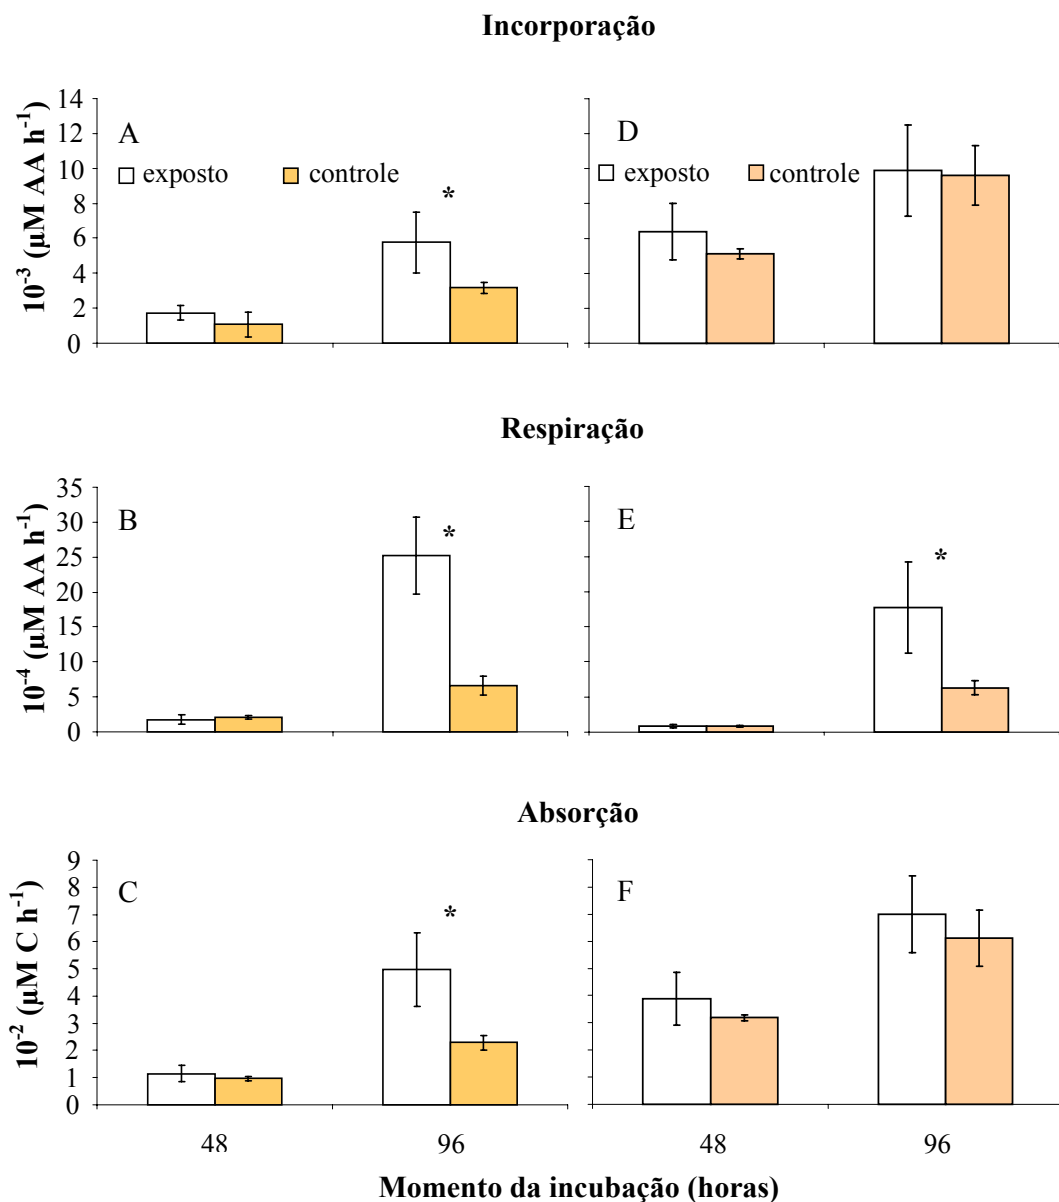 Incorporação
10⁻³ (µM AA h⁻¹)
14
12
10
8
6
4
2
0
A
exposto controle
*
D
exposto controle
Respiração
10⁻⁴ (µM AA h⁻¹)
35
30
25
20
15
10
5
0
B
*
E
*
Absorção
10⁻² (µM C h⁻¹)
9
8
7
6
5
4
3
2
1
0
C
*
F
48 96 48 96
Momento da incubação (horas)